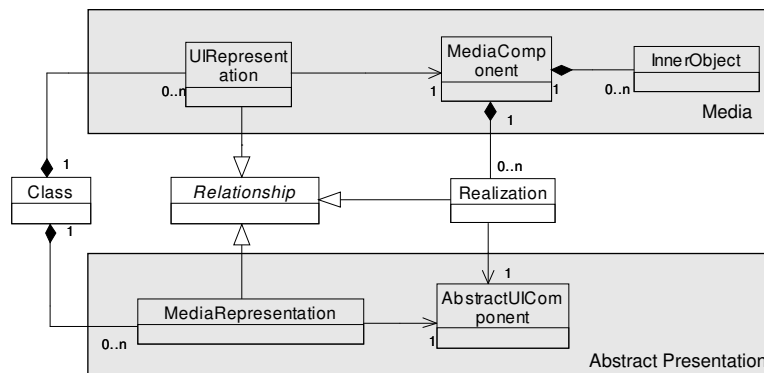 UIRepresent
ation
0..n
MediaComp
onent
1
1
1
InnerObject
0..n
Media
1
Class
1
Relationship
0..n
Realization
1
MediaRepresentation
0..n
AbstractUICom
ponent
1
Abstract Presentation